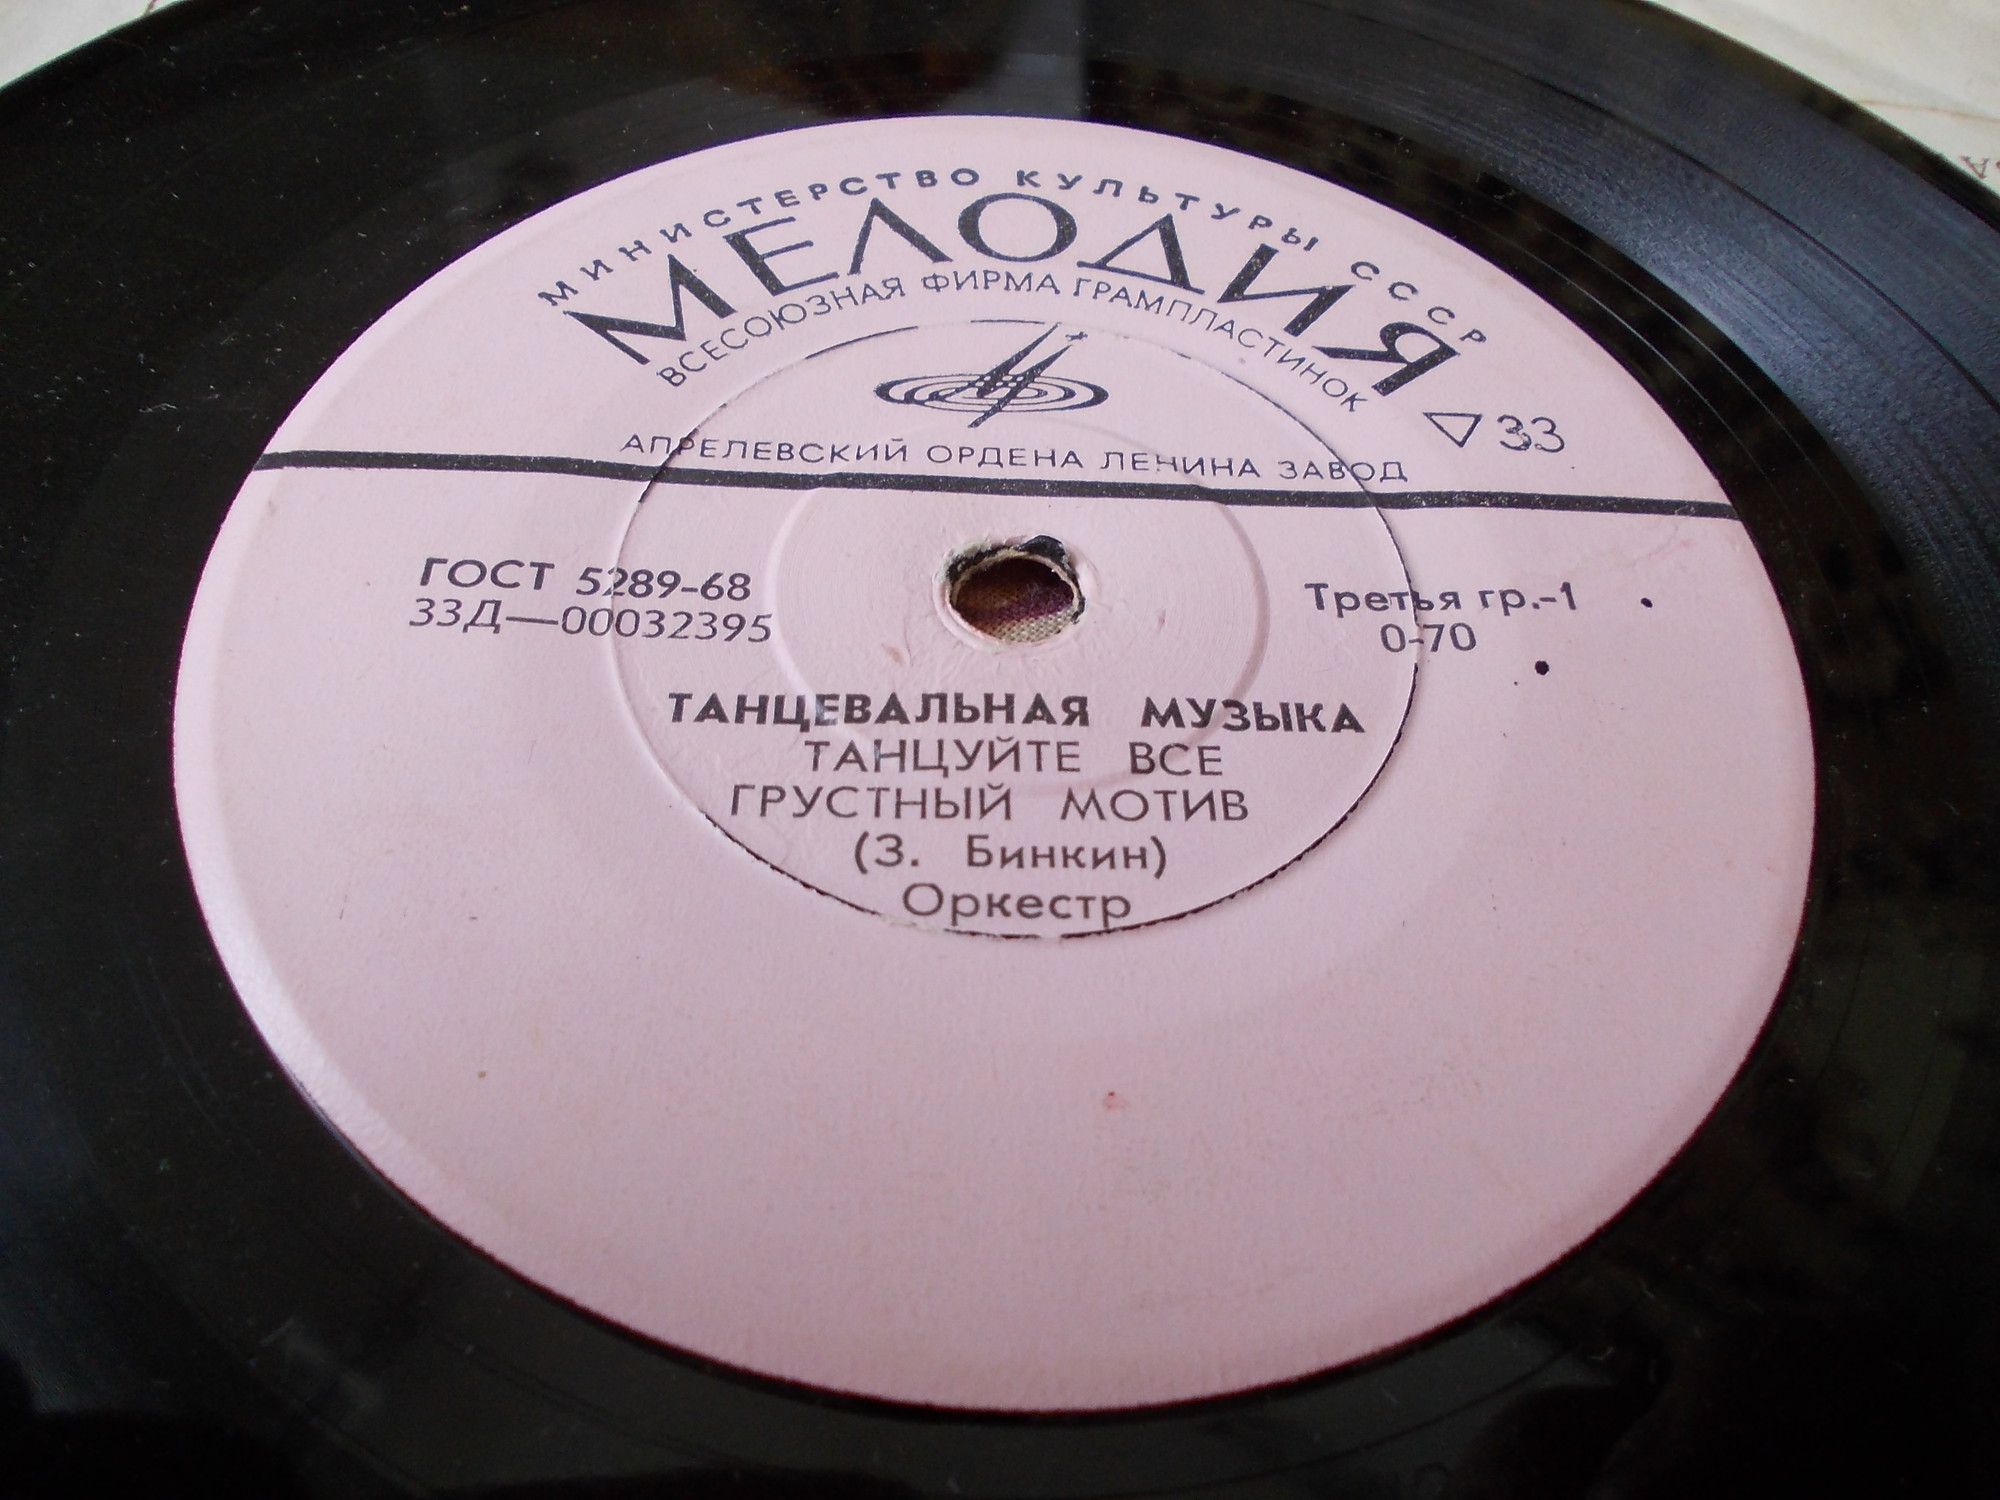 МИНИСТЕРСТВО КУЛЬТУРЫ СССР
МЕЛОДИЯ
ВСЕСОЮЗНАЯ ФИРМА ГРАМПЛАСТИНОК
33
АПРЕЛЕВСКИЙ ОРДЕНА ЛЕНИНА ЗАВОД
ГОСТ 5289-68
33Д—00032395
Третья гр.-1
0-70
ТАНЦЕВАЛЬНАЯ МУЗЫКА
ТАНЦУЙТЕ ВСЕ
ГРУСТНЫЙ МОТИВ
(З. Бинкин)
Оркестр